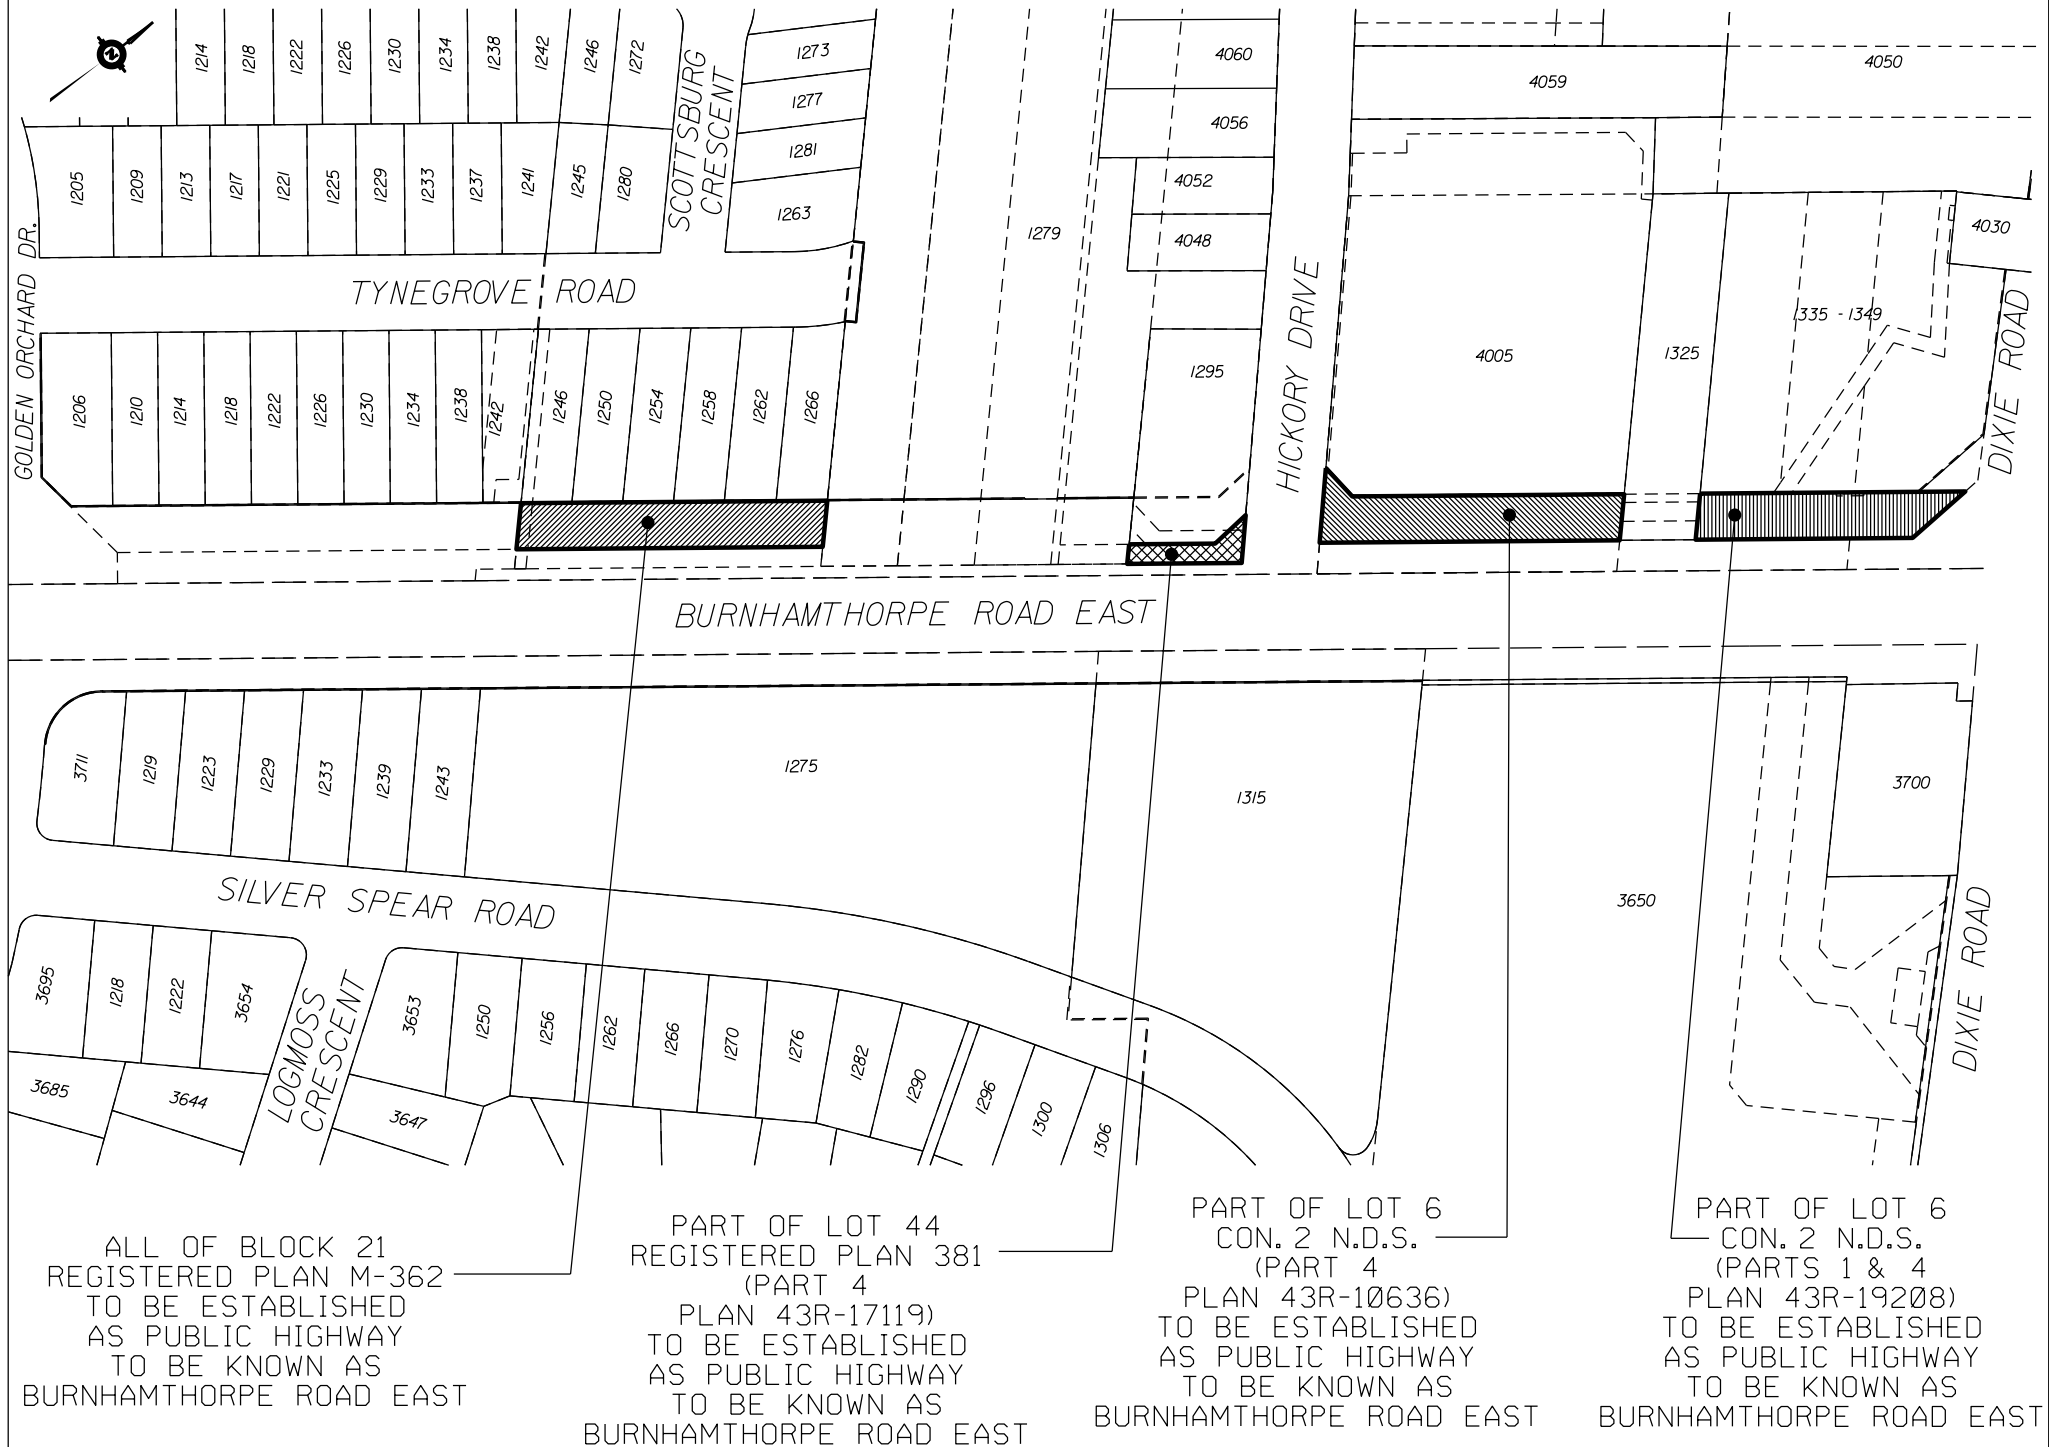 1214 1218 1222 1226 1230 1234 1238 1242 1246 1272
SCOTTSBURG
CRESCENT
1273
1277
1281
1263
4060
4056
4052
4048
4059
4050
4030
1205 1209 1213 1217 1221 1225 1229 1233 1237 1241 1245 1280
GOLDEN ORCHARD DR.
TYNEGROVE ROAD
1279
HICKORY DRIVE
1295
4005
1325
1335 - 1349
DIXIE ROAD
1206 1210 1214 1218 1222 1226 1230 1234 1238 1242 1246 1250 1254 1258 1262 1266
BURNHAMTHORPE ROAD EAST
3711 1219 1223 1229 1233 1239 1243
1275
1315
3650
3700
DIXIE ROAD
SILVER SPEAR ROAD
3695 1218 1222 3654
LOGMOSS
CRESCENT
3653 1250 1256 1262 1266 1270 1276 1282 1290 1296 1300 1306
3685
3644
3647
ALL OF BLOCK 21
REGISTERED PLAN M-362
TO BE ESTABLISHED
AS PUBLIC HIGHWAY
TO BE KNOWN AS
BURNHAMTHORPE ROAD EAST
PART OF LOT 44
REGISTERED PLAN 381
(PART 4
PLAN 43R-17119)
TO BE ESTABLISHED
AS PUBLIC HIGHWAY
TO BE KNOWN AS
BURNHAMTHORPE ROAD EAST
PART OF LOT 6
CON. 2 N.D.S.
(PART 4
PLAN 43R-10636)
TO BE ESTABLISHED
AS PUBLIC HIGHWAY
TO BE KNOWN AS
BURNHAMTHORPE ROAD EAST
PART OF LOT 6
CON. 2 N.D.S.
(PARTS 1 & 4
PLAN 43R-19208)
TO BE ESTABLISHED
AS PUBLIC HIGHWAY
TO BE KNOWN AS
BURNHAMTHORPE ROAD EAST